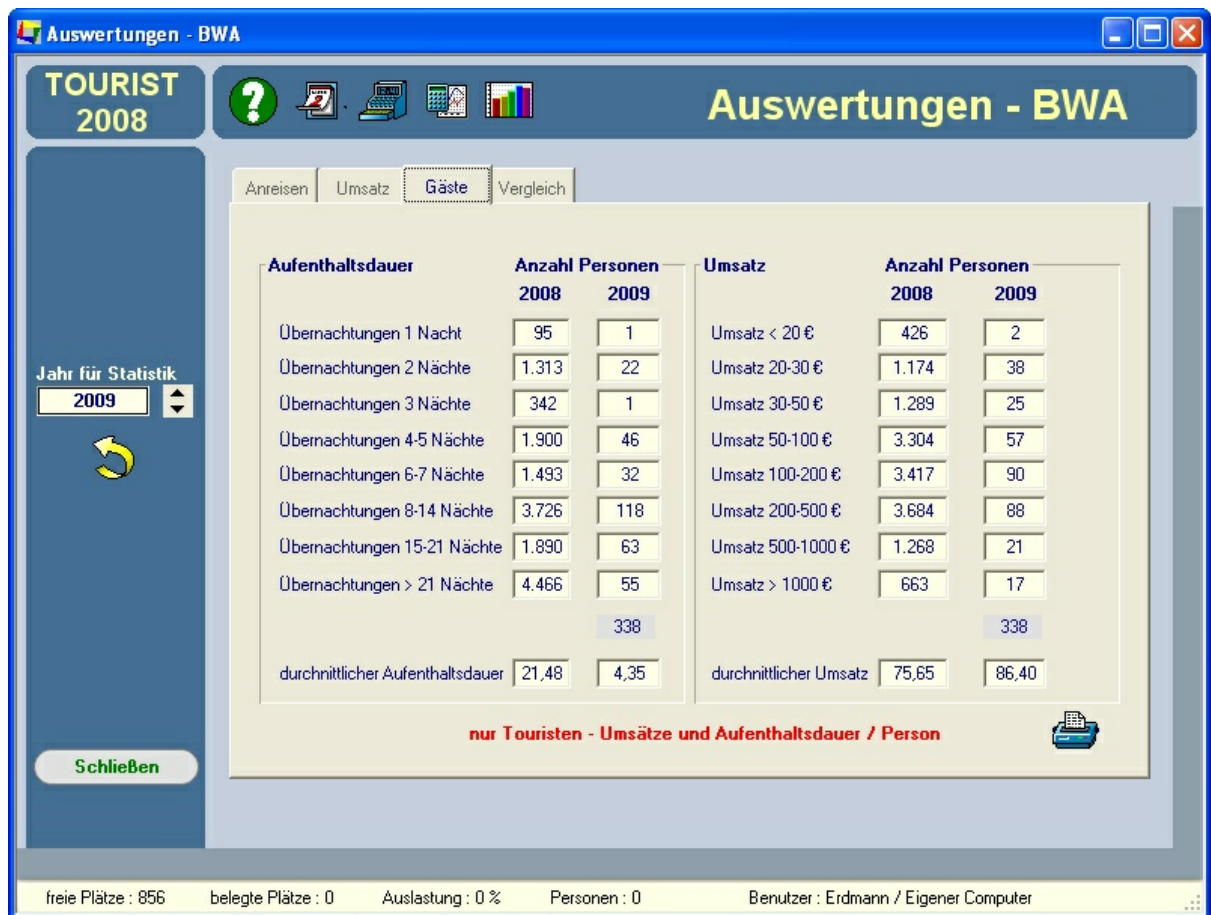 Auswertungen - BWA
TOURIST
2008
Auswertungen - BWA
Anreisen Umsatz Gäste Vergleich
Jahr für Statistik
2009
Schließen
Aufenthaltsdauer Anzahl Personen
2008 2009
Übernachtungen 1 Nacht 95 1
Übernachtungen 2 Nächte 1.313 22
Übernachtungen 3 Nächte 342 1
Übernachtungen 4-5 Nächte 1.900 46
Übernachtungen 6-7 Nächte 1.493 32
Übernachtungen 8-14 Nächte 3.726 118
Übernachtungen 15-21 Nächte 1.890 63
Übernachtungen > 21 Nächte 4.466 55
338
durchnittlicher Aufenthaltsdauer 21,48 4,35
Umsatz Anzahl Personen
2008 2009
Umsatz < 20 € 426 2
Umsatz 20-30 € 1.174 38
Umsatz 30-50 € 1.289 25
Umsatz 50-100 € 3.304 57
Umsatz 100-200 € 3.417 90
Umsatz 200-500 € 3.684 88
Umsatz 500-1000 € 1.268 21
Umsatz > 1000 € 663 17
338
durchnittlicher Umsatz 75,65 86,40
nur Touristen - Umsätze und Aufenthaltsdauer / Person
freie Plätze : 856 belegte Plätze : 0 Auslastung : 0 % Personen : 0 Benutzer : Erdmann / Eigener Computer